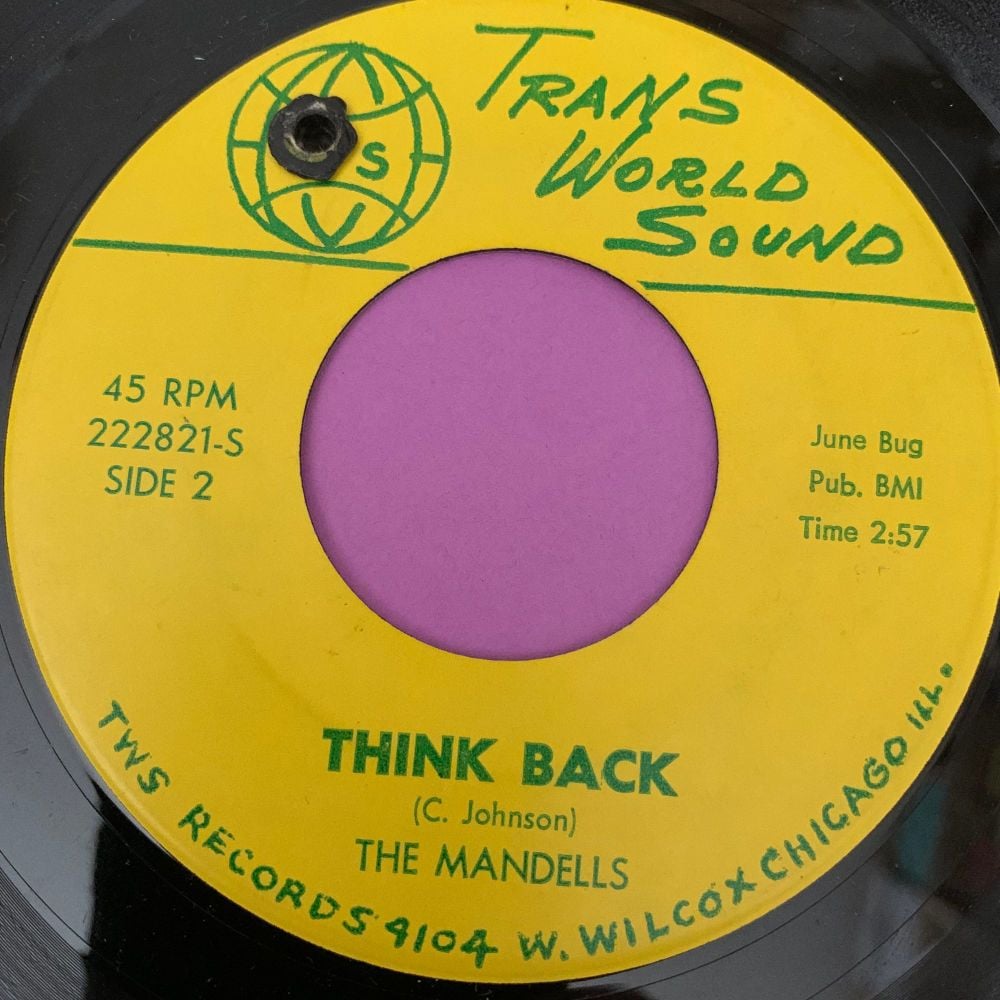 TRANS
WORLD
SOUND
S
V
45 RPM
222821-S
SIDE 2
June Bug
Pub. BMI
Time 2:57
THINK BACK
(C. Johnson)
THE MANDELLS
TWS RECORDS 4104 W. WILCOX CHICAGO ILL.